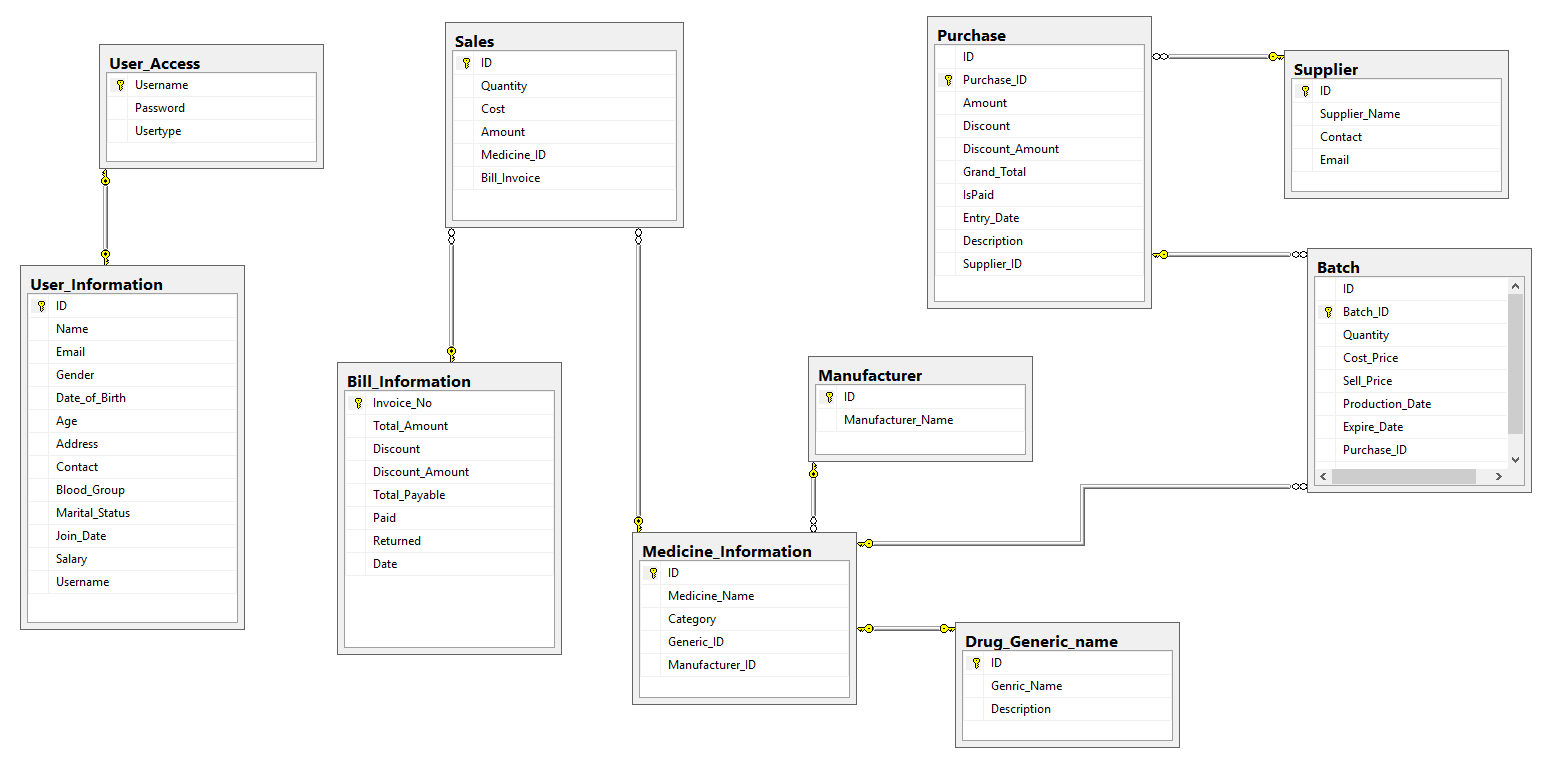 User_Access
Username
Password
Usertype
User_Information
ID
Name
Email
Gender
Date_of_Birth
Age
Address
Contact
Blood_Group
Marital_Status
Join_Date
Salary
Username
Sales
ID
Quantity
Cost
Amount
Medicine_ID
Bill_Invoice
Bill_Information
Invoice_No
Total_Amount
Discount
Discount_Amount
Total_Payable
Paid
Returned
Date
Purchase
ID
Purchase_ID
Amount
Discount
Discount_Amount
Grand_Total
IsPaid
Entry_Date
Description
Supplier_ID
Supplier
ID
Supplier_Name
Contact
Email
Batch
ID
Batch_ID
Quantity
Cost_Price
Sell_Price
Production_Date
Expire_Date
Purchase_ID
Manufacturer
ID
Manufacturer_Name
Medicine_Information
ID
Medicine_Name
Category
Generic_ID
Manufacturer_ID
Drug_Generic_name
ID
Genric_Name
Description